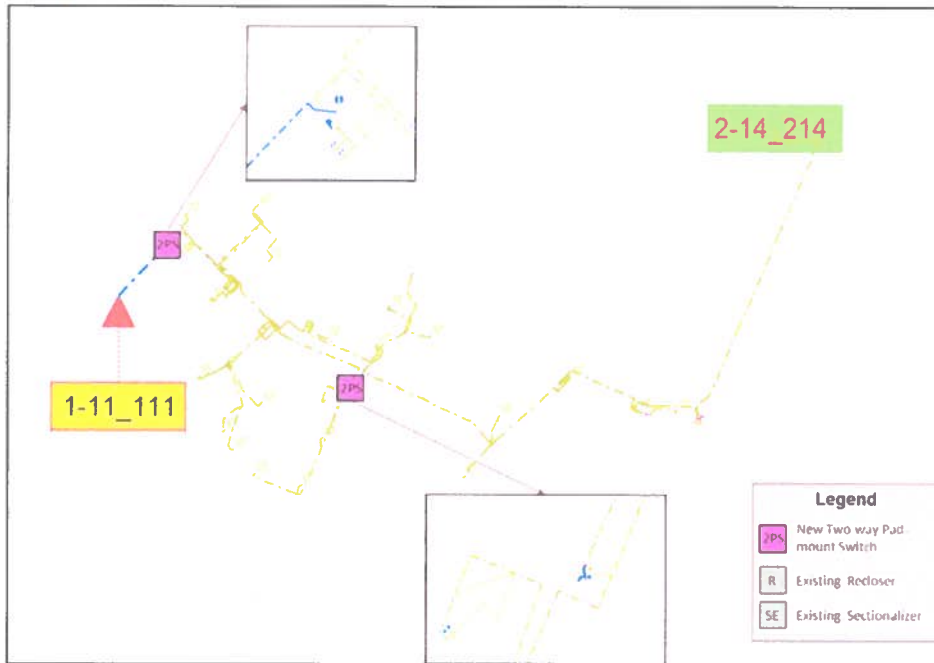 2-14_214
2PS
1-11_111
2PS
Legend
2PS New Two way Pad-
mount Switch
R Existing Recloser
SE Existing Sectionalizer